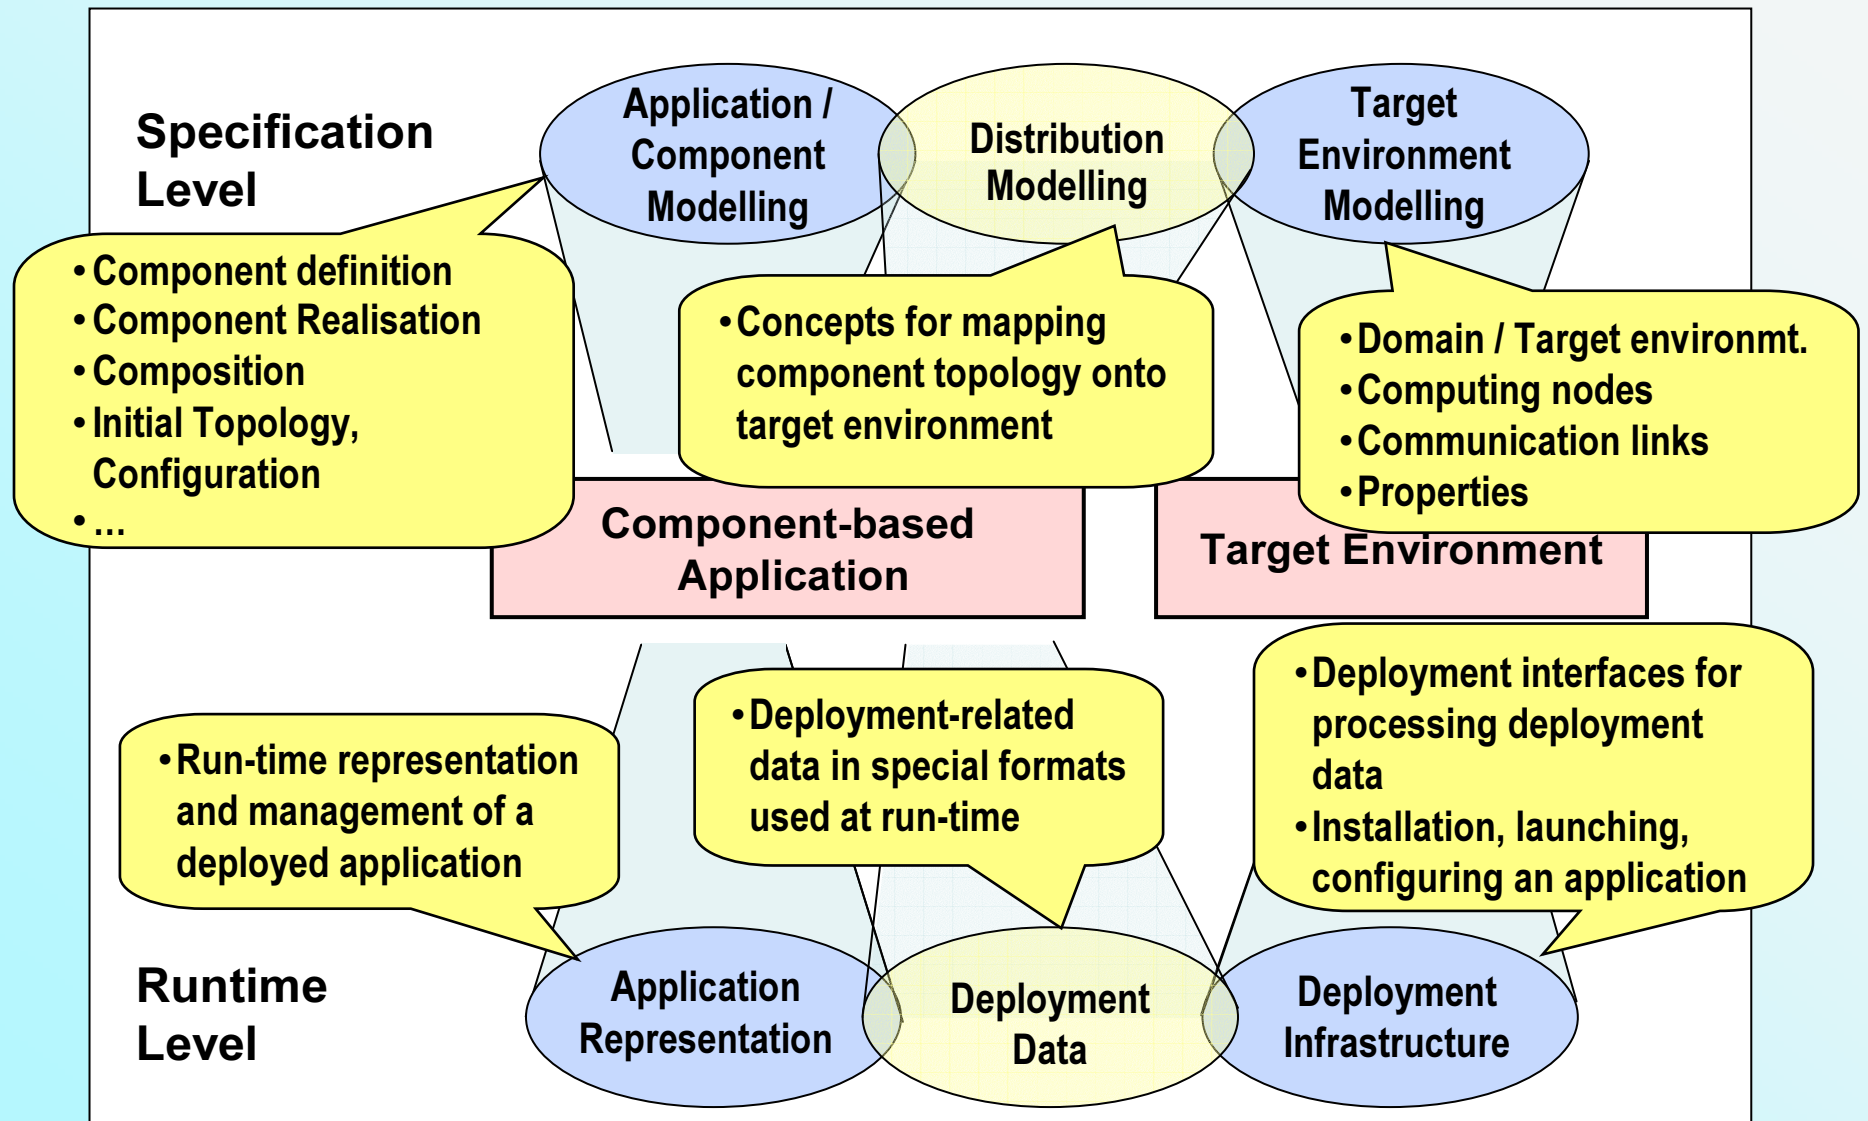 Specification
Level
Application /
Component
Modelling
Distribution
Modelling
Target
Environment
Modelling
• Component definition
• Component Realisation
• Composition
• Initial Topology,
Configuration
• ...
• Concepts for mapping
component topology onto
target environment
• Domain / Target environmt.
• Computing nodes
• Communication links
• Properties
Component-based
Application
Target Environment
• Run-time representation
and management of a
deployed application
• Deployment-related
data in special formats
used at run-time
• Deployment interfaces for
processing deployment
data
• Installation, launching,
configuring an application
Runtime
Level
Application
Representation
Deployment
Data
Deployment
Infrastructure